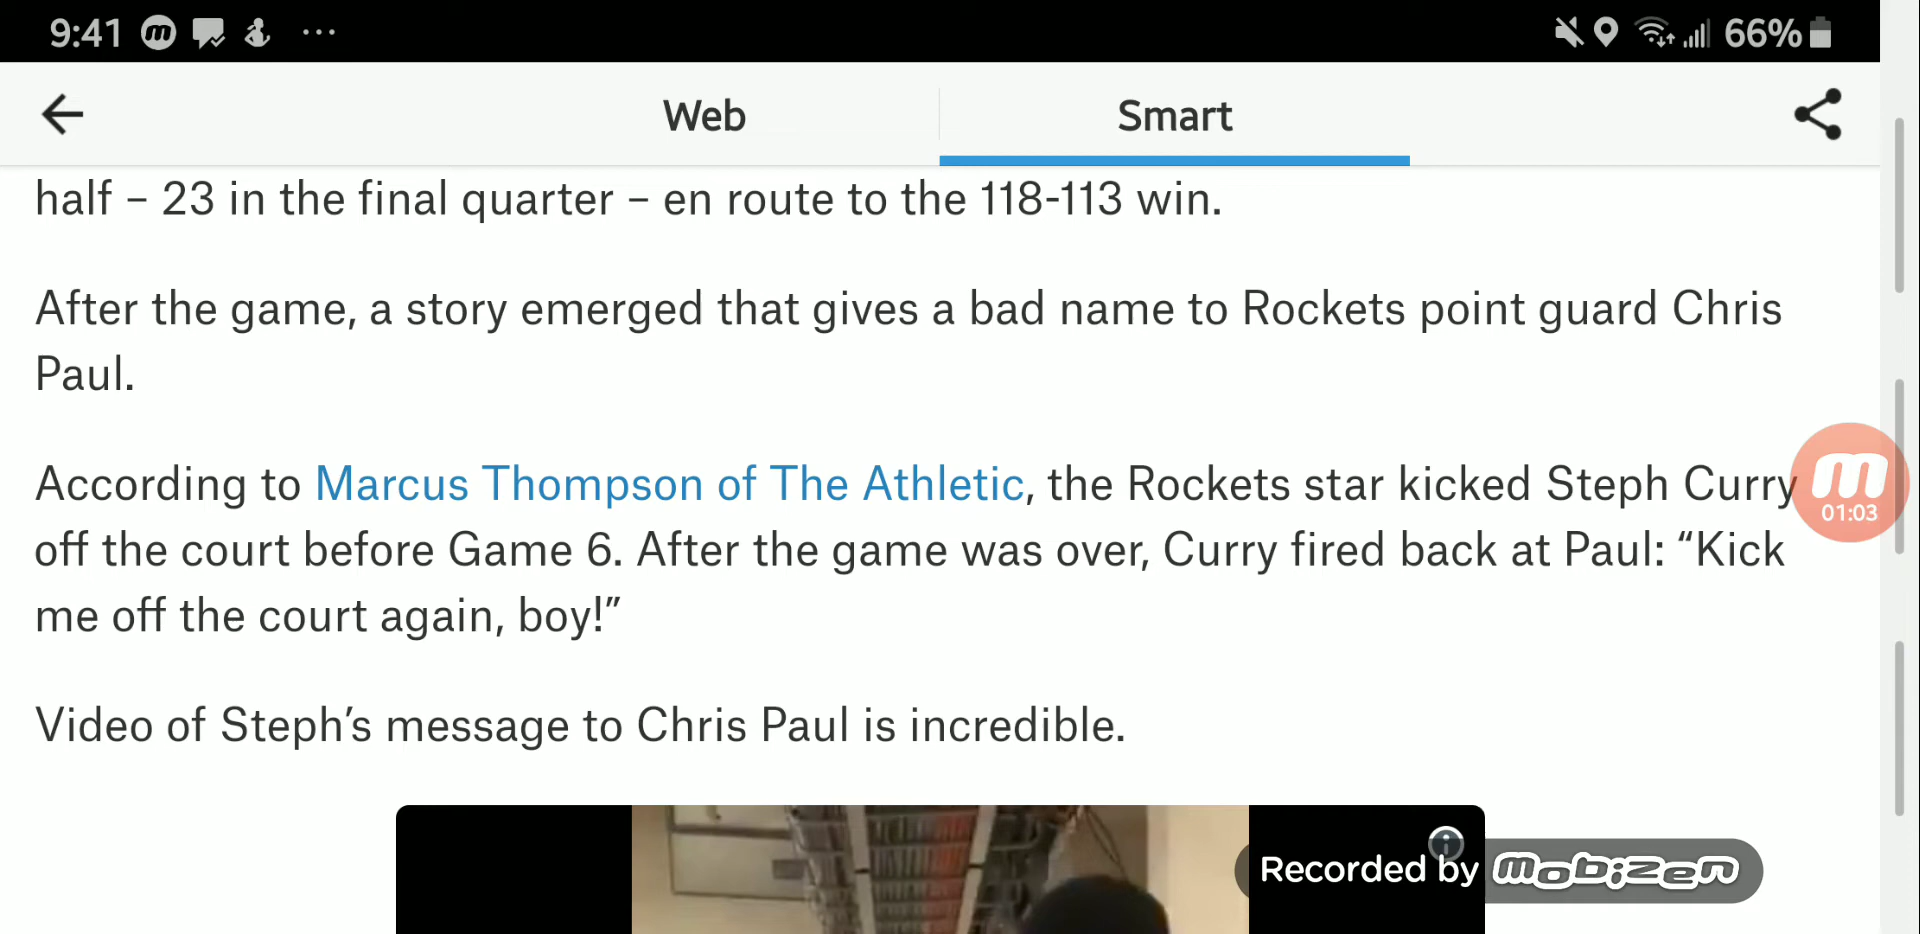 9:41 m 66%
Web Smart
half – 23 in the final quarter – en route to the 118-113 win.
After the game, a story emerged that gives a bad name to Rockets point guard Chris
Paul.
According to Marcus Thompson of The Athletic, the Rockets star kicked Steph Curry
off the court before Game 6. After the game was over, Curry fired back at Paul: “Kick
me off the court again, boy!”
Video of Steph’s message to Chris Paul is incredible.
m
01:03
Recorded by mobizen